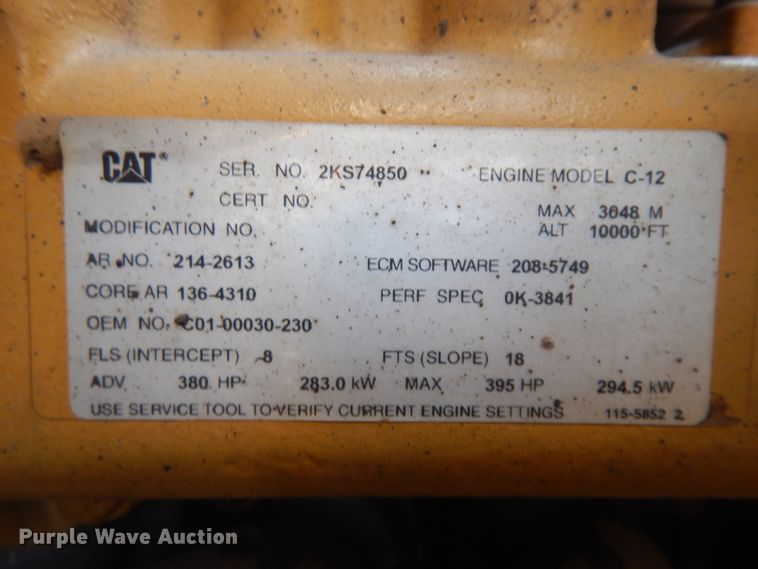 CAT® SER. NO. 2KS74850 ENGINE MODEL C-12
CERT NO.
MAX 3048 M
MODIFICATION NO. ALT 10000 FT
AR NO. 214-2613 ECM SOFTWARE 208-5749
CORE AR 136-4310 PERF SPEC 0K-3841
OEM NO. C01-00030-230
FLS (INTERCEPT) -8 FTS (SLOPE) 18
ADV 380 HP 283.0 kW MAX 395 HP 294.5 kW
USE SERVICE TOOL TO VERIFY CURRENT ENGINE SETTINGS 115-5852 2
Purple Wave Auction